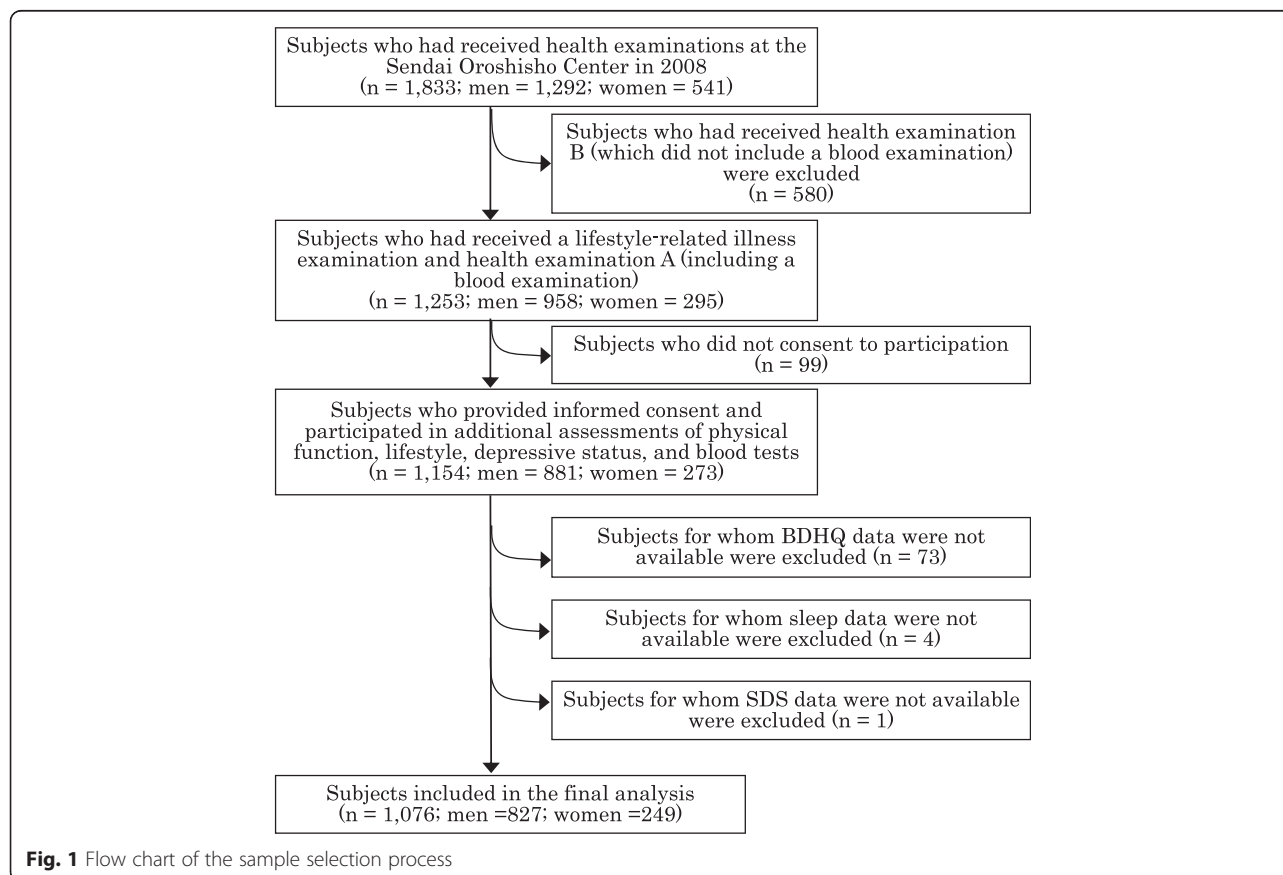 Subjects who had received health examinations at the
Sendai Oroshisho Center in 2008
(n = 1,833; men = 1,292; women = 541)
Subjects who had received health examination
B (which did not include a blood examination)
were excluded
(n = 580)
Subjects who had received a lifestyle-related illness
examination and health examination A (including a
blood examination)
(n = 1,253; men = 958; women = 295)
Subjects who did not consent to participation
(n = 99)
Subjects who provided informed consent and
participated in additional assessments of physical
function, lifestyle, depressive status, and blood tests
(n = 1,154; men = 881; women = 273)
Subjects for whom BDHQ data were not
available were excluded (n = 73)
Subjects for whom sleep data were not
available were excluded (n = 4)
Subjects for whom SDS data were not available
were excluded (n = 1)
Subjects included in the final analysis
(n = 1,076; men =827; women =249)
Fig. 1 Flow chart of the sample selection process